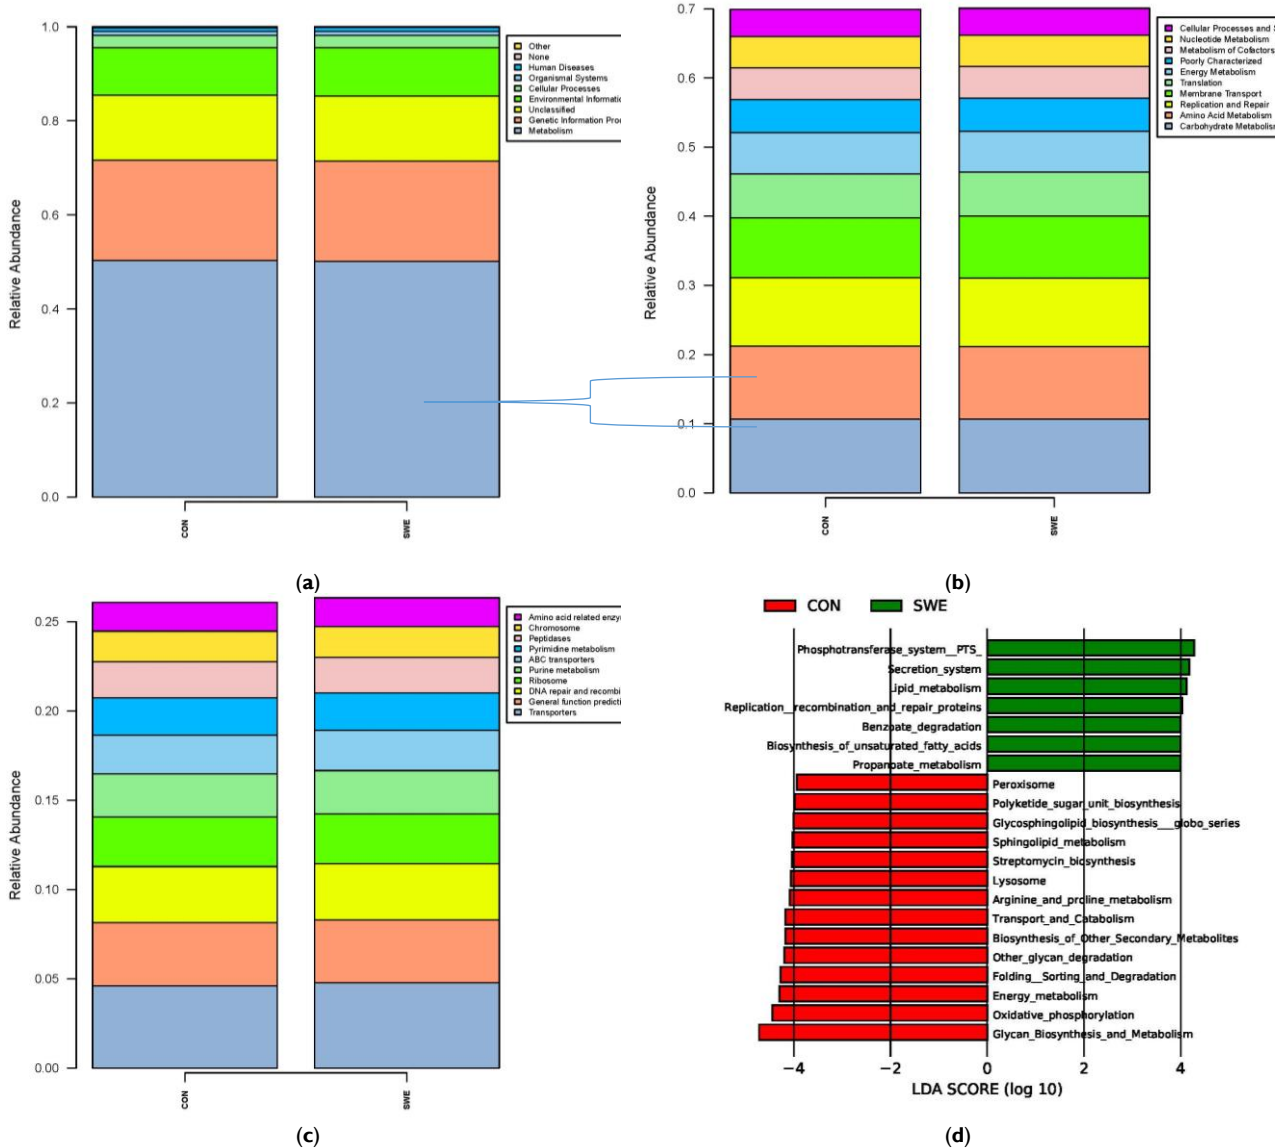 1.0
0.8
0.6
0.4
0.2
0.0
Relative Abundance
CON
SWE
Other
None
Human Diseases
Organismal Systems
Cellular Processes
Environmental Informatio
Unclassified
Genetic Information Proc
Metabolism
(a)
0.7
0.6
0.5
0.4
0.3
0.2
0.1
0.0
Relative Abundance
CON
SWE
Cellular Processes and
Nucleotide Metabolism
Metabolism of Cofactors
Poorly Characterized
Energy Metabolism
Translation
Membrane Transport
Replication and Repair
Amino Acid Metabolism
Carbohydrate Metabolism
(b)
0.25
0.20
0.15
0.10
0.05
0.00
Relative Abundance
CON
SWE
Amino acid related enzy
Chromosome
Peptidases
Pyrimidine metabolism
ABC transporters
Purine metabolism
Ribosome
DNA repair and recombi
General function predicti
Transporters
(c)
CON SWE
Phosphotransferase_system__PTS_
Secretion_system
Lipid_metabolism
Replication__recombination_and_repair_proteins
Benzoate_degradation
Biosynthesis_of_unsaturated_fatty_acids
Propanoate_metabolism
Peroxisome
Polyketide_sugar_unit_biosynthesis
Glycosphingolipid_biosynthesis___globo_series
Sphingolipid_metabolism
Streptomycin_biosynthesis
Lysosome
Arginine_and_proline_metabolism
Transport_and_Catabolism
Biosynthesis_of_Other_Secondary_Metabolites
Other_glycan_degradation
Folding__Sorting_and_Degradation
Energy_metabolism
Oxidative_phosphorylation
Glycan_Biosynthesis_and_Metabolism
−4 −2 0 2 4
LDA SCORE (log 10)
(d)